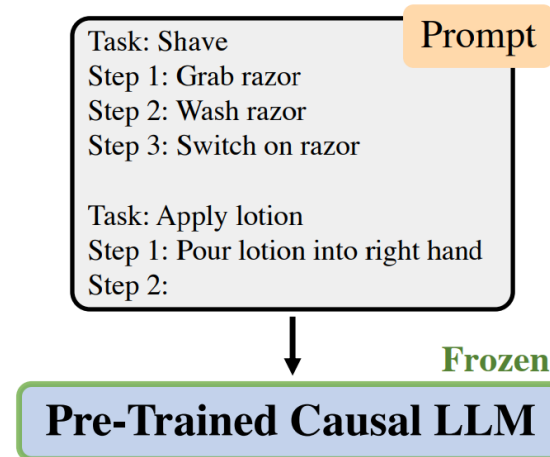 Prompt
Task: Shave
Step 1: Grab razor
Step 2: Wash razor
Step 3: Switch on razor
Task: Apply lotion
Step 1: Pour lotion into right hand
Step 2:
Frozen
Pre-Trained Causal LLM